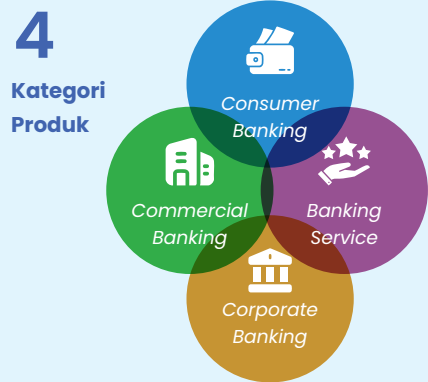 4
Kategori
Produk
Consumer
Banking
Commercial
Banking
Banking
Service
Corporate
Banking